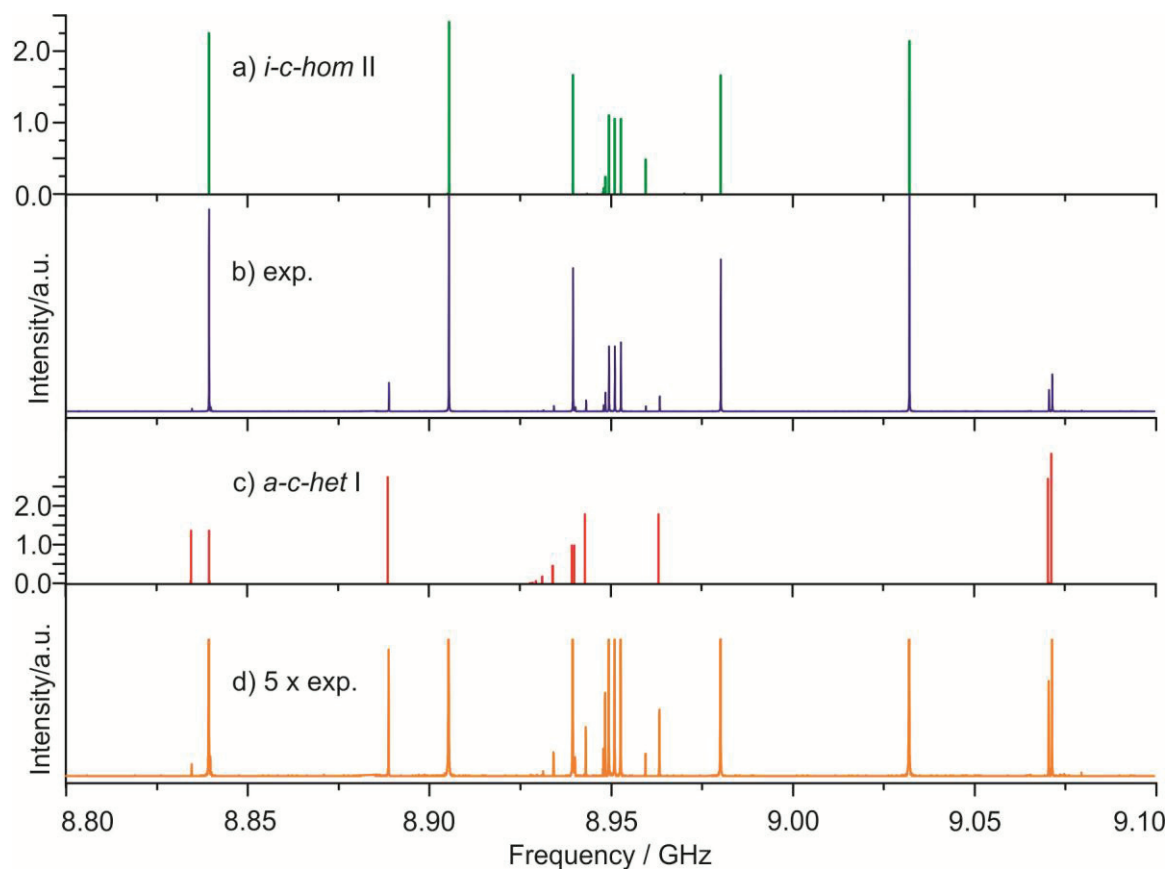 2.0
a) i-c-hom II
1.0
0.0
b) exp.
Intensity/a.u.
c) a-c-het I
2.0
1.0
0.0
d) 5 x exp.
Intensity/a.u.
8.80 8.85 8.90 8.95 9.00 9.05 9.10
Frequency / GHz